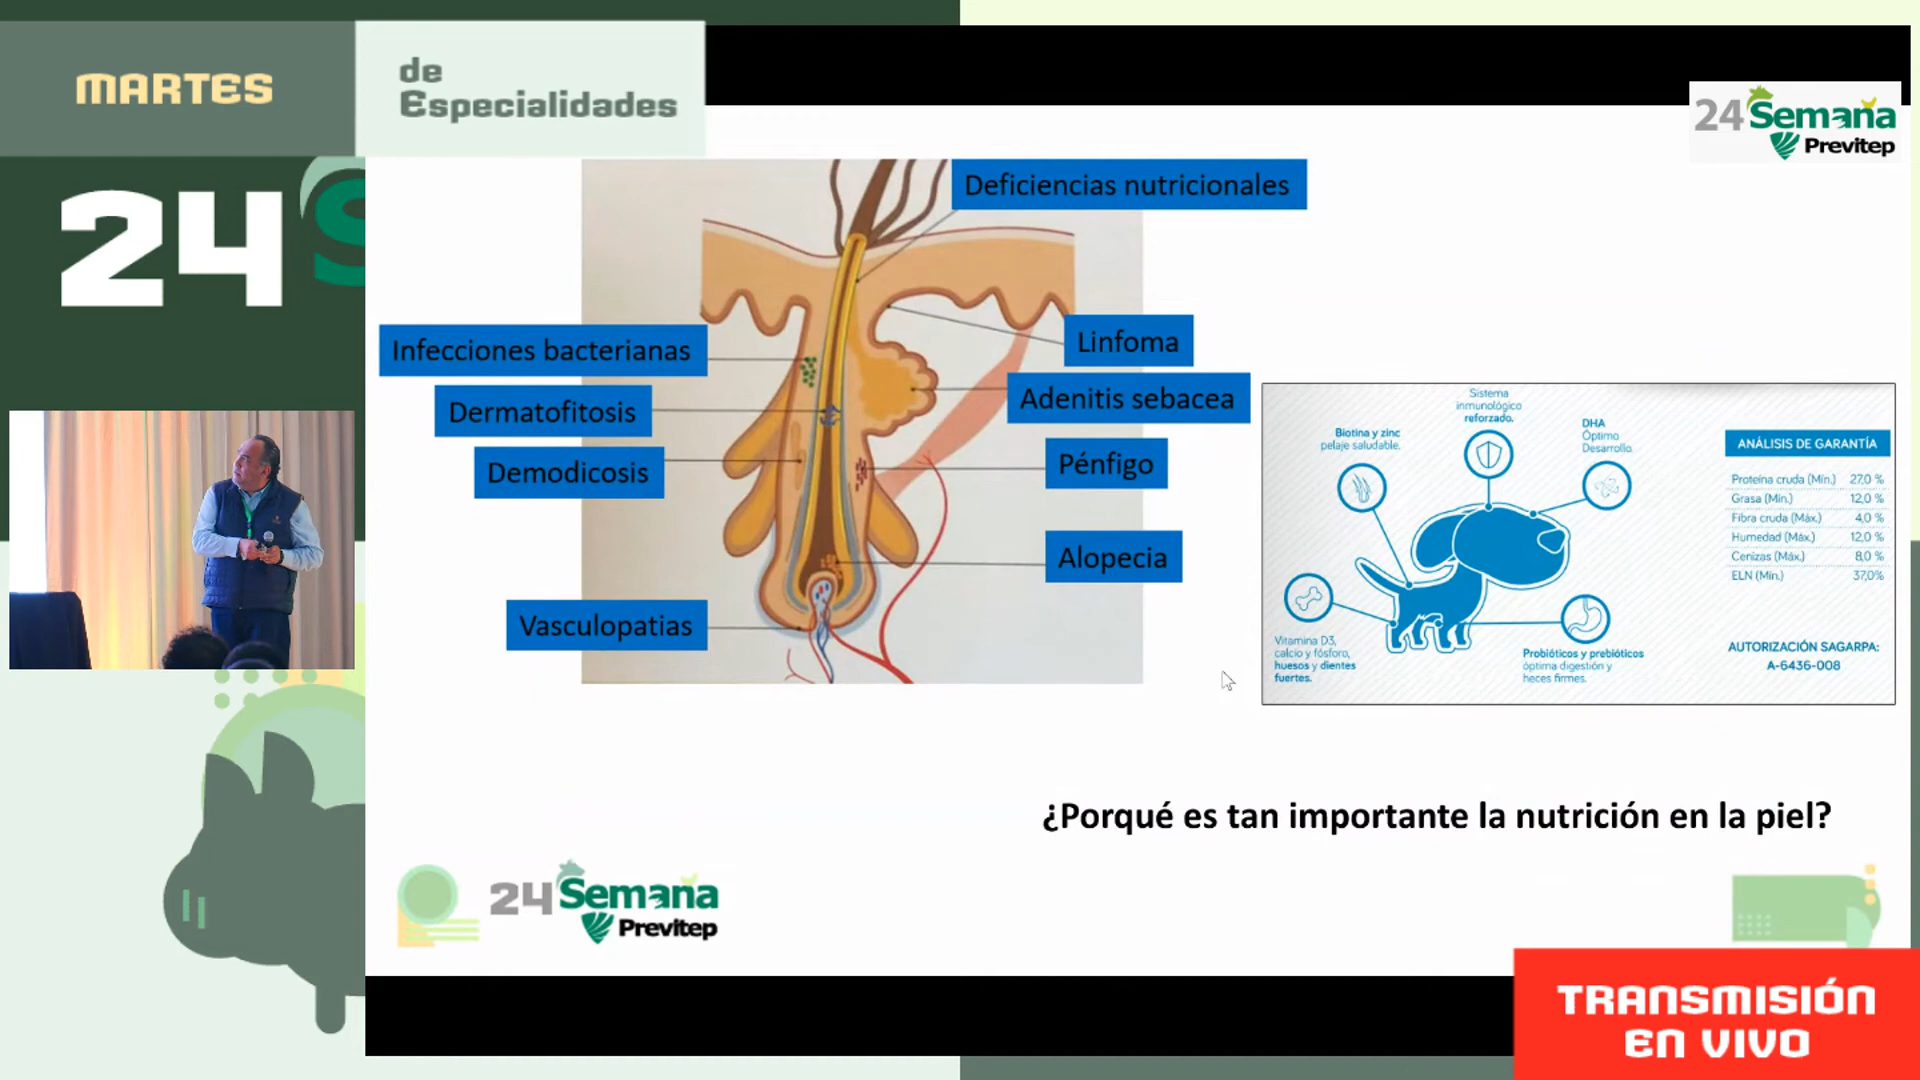 MARTES
de
Especialidades
24 Semana
Previtep
24 S
Deficiencias nutricionales
Infecciones bacterianas
Linfoma
Dermatofitosis
Adenitis sebacea
Demodicosis
Pénfigo
Alopecia
Vasculopatias
Sistema
inmunológico
reforzado.
Biotina y zinc
pelaje saludable.
DHA
Óptimo
Desarrollo.
Vitamina D3,
calcio y fósforo,
huesos y dientes
fuertes.
Probióticos y prebióticos
óptima digestión y
heces firmes.
ANÁLISIS DE GARANTÍA
Proteína cruda (Mín.) 27,0 %
Grasa (Mín.) 12,0 %
Fibra cruda (Máx.) 4,0 %
Humedad (Máx.) 12,0 %
Cenizas (Máx.) 8,0 %
ELN (Mín.) 37,0%
AUTORIZACIÓN SAGARPA:
A-6436-008
¿Porqué es tan importante la nutrición en la piel?
24 Semana
Previtep
TRANSMISIÓN
EN VIVO